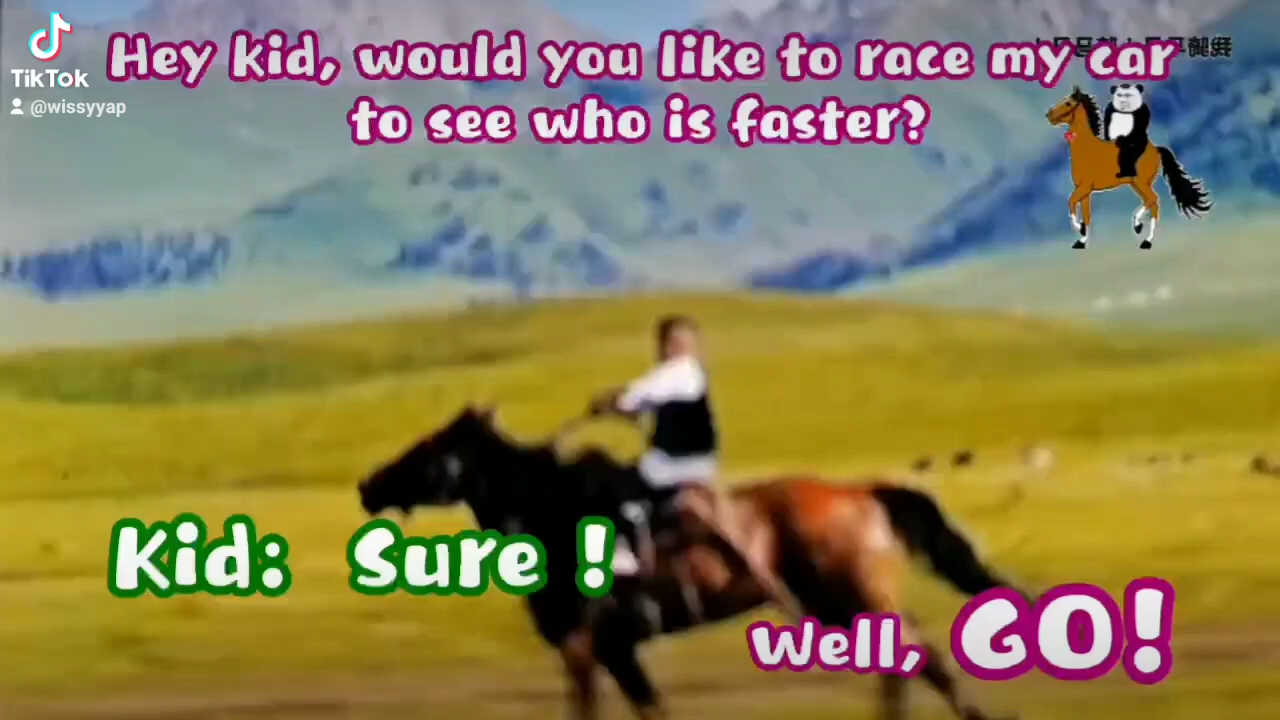 TikTok
@wissyyap
Hey kid, would you like to race my car
to see who is faster?
Kid: Sure !
Well, GO!